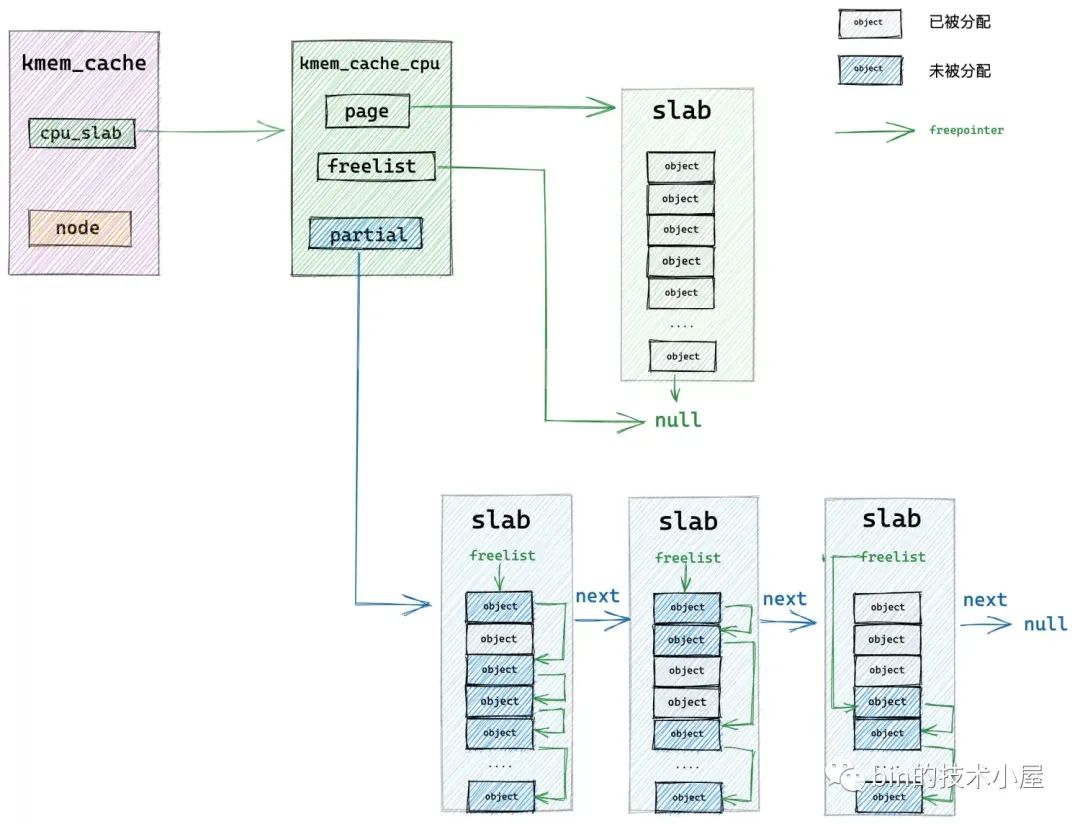 object 已被分配
object 未被分配
freepointer
kmem_cache
cpu_slab
node
kmem_cache_cpu
page
freelist
partial
slab
object
object
object
object
object
....
object
null
slab
freelist
object
object
object
object
object
....
object
next
slab
freelist
object
object
object
object
object
....
object
next
slab
freelist
object
object
object
object
object
object
next
null
bin的技术小屋